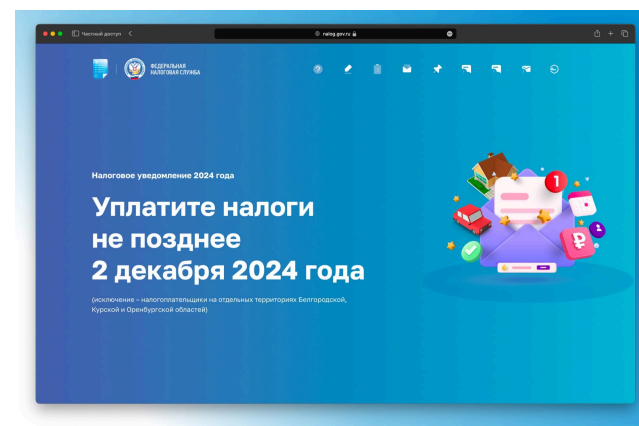 Частный доступ
nalog.gov.ru
ФЕДЕРАЛЬНАЯ
НАЛОГОВАЯ СЛУЖБА
1
Налоговое уведомление 2024 года
Уплатите налоги
не позднее
2 декабря 2024 года
₽
(исключение – налогоплательщики на отдельных территориях Белгородской,
Курской и Оренбургской областей)